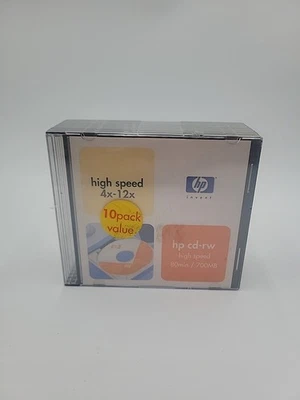 high speed
4x-12x
10pack
value.
hp
invent
hp cd-rw
high speed
80min / 700MB